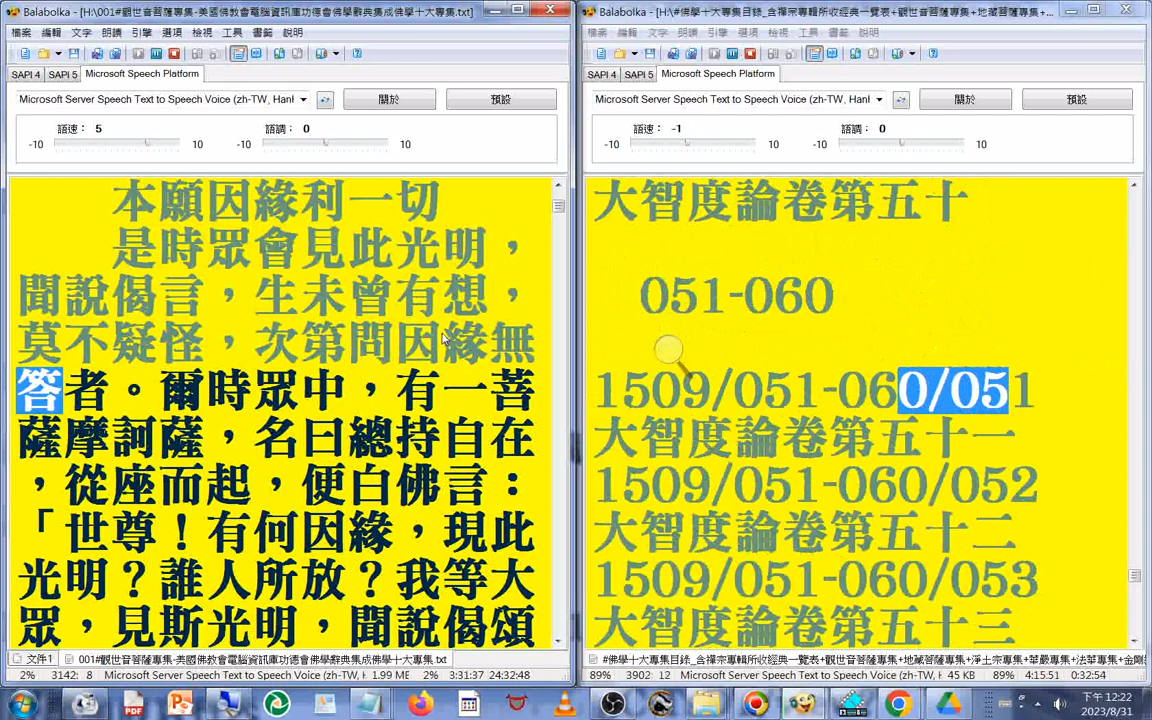 Balabolka - [H:\001#觀世音菩薩專集-美國佛教會電腦資訊庫功德會佛學辭典集成佛學十大專集.txt]
檔案 編輯 文字 朗讀 引擎 選項 檢視 工具 書籤 說明
SAPI 4 SAPI 5 Microsoft Speech Platform
Microsoft Server Speech Text to Speech Voice (zh-TW, Hanl
關於
預設
語速： 5
語調： 0
-10 10 -10 10
本願因緣利一切
是時眾會見此光明，
聞說偈言，生未曾有想，
莫不疑怪，次第問因緣無
答者。爾時眾中，有一菩
薩摩訶薩，名曰總持自在
，從座而起，便白佛言：
「世尊！有何因緣，現此
光明？誰人所放？我等大
眾，見斯光明，聞說偈頌
文件1 001#觀世音菩薩專集-美國佛教會電腦資訊庫功德會佛學辭典集成佛學十大專集.txt
2% 3142: 8 Microsoft Server Speech Text to Speech Voice (zh-TW, H 1.99 ME 2% 3:31:37 24:32:48
Balabolka - [H:\#佛學十大專集目錄_含禪宗專輯所收經典一覽表+觀世音菩薩專集+地藏菩薩專集+...
檔案 編輯 文字 朗讀 引擎 選項 檢視 工具 書籤 說明
SAPI 4 SAPI 5 Microsoft Speech Platform
Microsoft Server Speech Text to Speech Voice (zh-TW, Hanl
關於
預設
語速： -1
語調： 0
-10 10 -10 10
大智度論卷第五十
051-060
1509/051-060/051
大智度論卷第五十一
1509/051-060/052
大智度論卷第五十二
1509/051-060/053
大智度論卷第五十三
#佛學十大專集目錄_含禪宗專輯所收經典一覽表+觀世音菩薩專集+地藏菩薩專集+淨土宗專集+華嚴專集+法華專集+金剛
89% 3902: 12 Microsoft Server Speech Text to Speech Voice (zh-TW, H 45 KB 89% 4:15:51 0:32:54
下午 12:22
2023/8/31